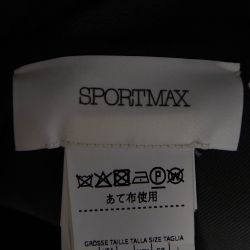 SPORTMAX
P W
あて布使用
GRÖSSE TAILLE TALLA SIZE TAGLIA